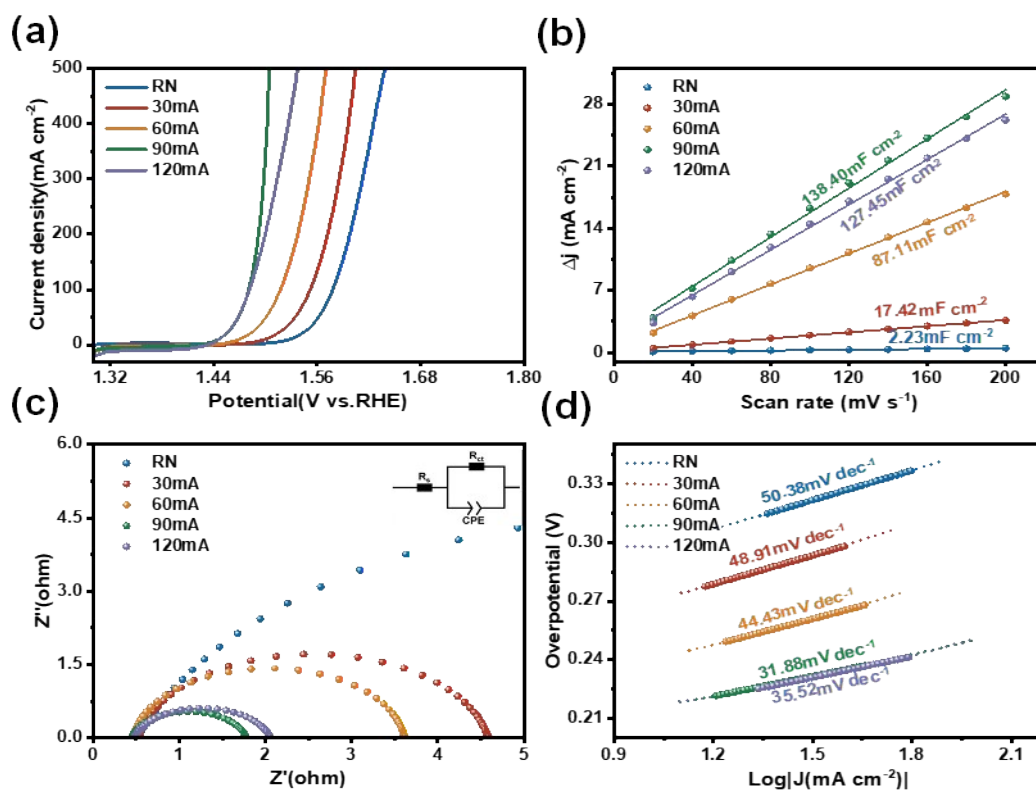 (a)
500
400
300
200
100
0
1.32
1.44
1.56
1.68
1.80
Current density(mA cm⁻²)
Potential(V vs.RHE)
RN
30mA
60mA
90mA
120mA
(b)
28
21
14
7
0
40
80
120
160
200
Δj (mA cm⁻²)
Scan rate (mV s⁻¹)
RN
30mA
60mA
90mA
120mA
138.40mF cm⁻²
127.45mF cm⁻²
87.11mF cm⁻²
17.42mF cm⁻²
2.23mF cm⁻²
(c)
6.0
4.5
3.0
1.5
0.0
0
1
2
3
4
5
Z''(ohm)
Z'(ohm)
RN
30mA
60mA
90mA
120mA
Rs
Rct
CPE
(d)
0.33
0.30
0.27
0.24
0.21
0.9
1.2
1.5
1.8
2.1
Overpotential (V)
Log|J(mA cm⁻²)|
RN
30mA
60mA
90mA
120mA
50.38mV dec⁻¹
48.91mV dec⁻¹
44.43mV dec⁻¹
31.88mV dec⁻¹
35.52mV dec⁻¹